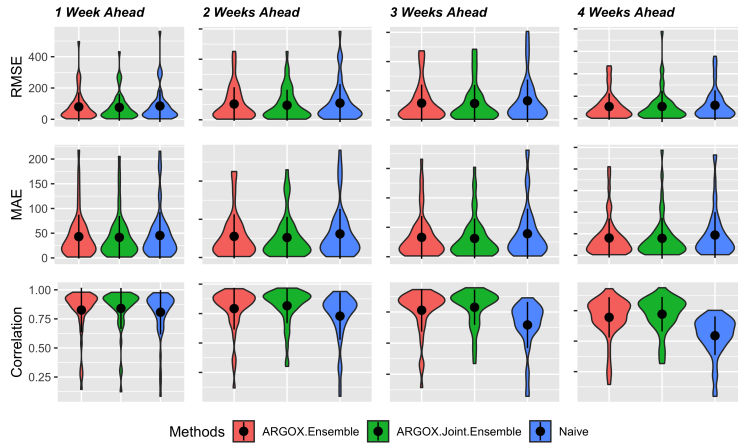 1 Week Ahead
2 Weeks Ahead
3 Weeks Ahead
4 Weeks Ahead
RMSE
400
200
0
MAE
200
150
100
50
0
Correlation
1.00
0.75
0.50
0.25
Methods
ARGOX.Ensemble
ARGOX.Joint.Ensemble
Naive